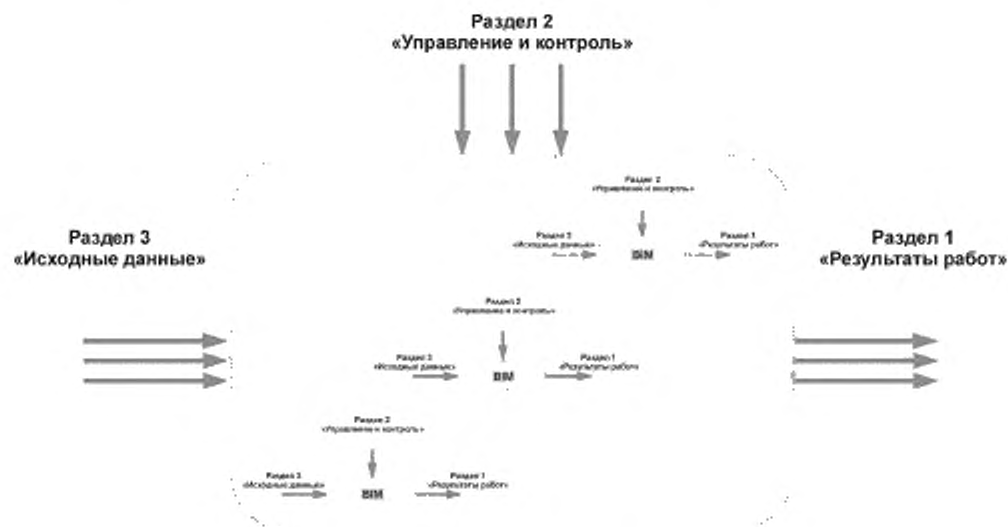 Раздел 2
«Управление и контроль»
Раздел 2
«Управление и контроль»
Раздел 3
«Исходные данные»
Раздел 3
«Исходные данные»
BIM
Раздел 1
«Результаты работ»
Раздел 1
«Результаты работ»
Раздел 2
«Управление и контроль»
Раздел 3
«Исходные данные»
BIM
Раздел 1
«Результаты работ»
Раздел 2
«Управление и контроль»
Раздел 3
«Исходные данные»
BIM
Раздел 1
«Результаты работ»